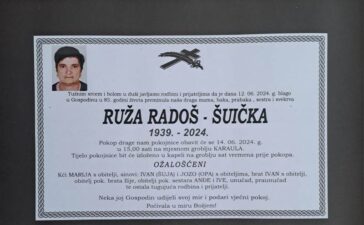 Tužnim srcem i bolom u duši javljamo rodbini i prijateljima da je dana 12. 06. 2024. g. blago
u Gospodinu u 85. godini života preminula naša draga mama, baka, prabaka , sestra i svekrva
RUŽA RADOŠ - ŠUIČKA
1939. - 2024.
Pokop drage nam pokojnice obavit će se 14. 06. 2024. g.
u 15,00 sati na mjesnom groblju KARAULA.
Tijelo pokojnice bit će izloženo u kapeli na groblju sat vremena prije pokopa.
OŽALOŠĆENI
Kći MARIJA s obitelji, sinovi: IVAN (ŠUJA) i JOZO (OPA) s obiteljima, brat IVAN s obitelji,
obitelj pok. brata Ilije, obitelj pok. sestara ANĐE i IVE, unučad, praunučad
te ostala tugujuća rodbina i prijatelji.
Neka joj Gospodin udijeli svoj mir i podari vječni pokoj.
Počivala u miru Božjem!